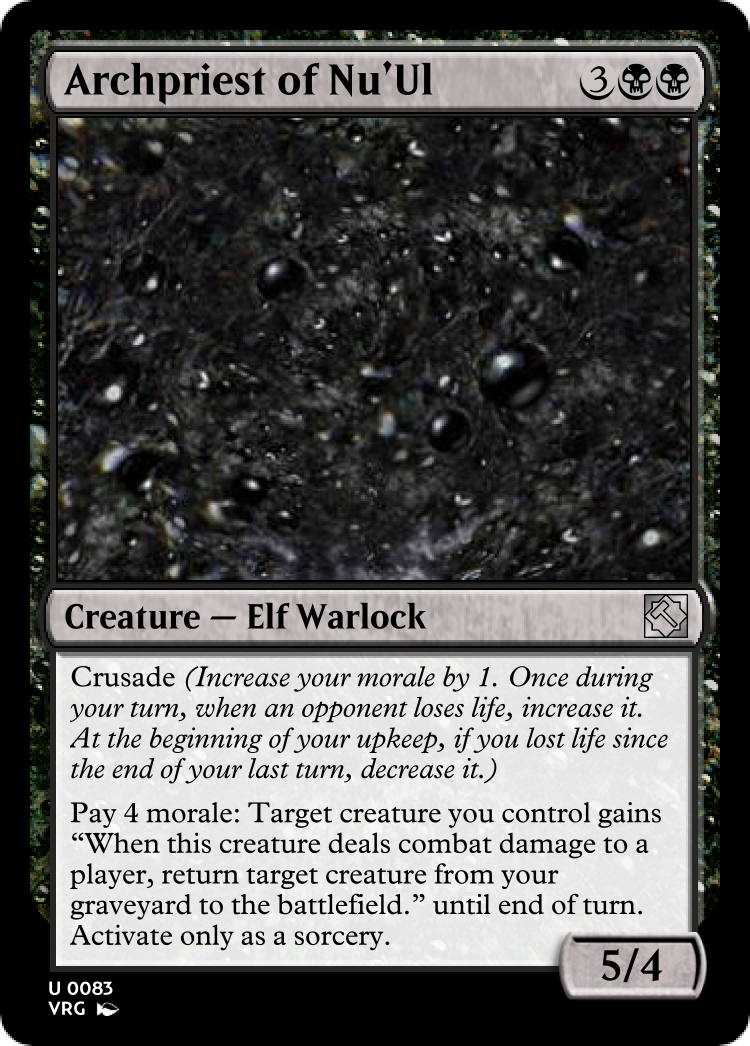 Archpriest of Nu'Ul
3
Creature — Elf Warlock
Crusade (Increase your morale by 1. Once during
your turn, when an opponent loses life, increase it.
At the beginning of your upkeep, if you lost life since
the end of your last turn, decrease it.)
Pay 4 morale: Target creature you control gains
“When this creature deals combat damage to a
player, return target creature from your
graveyard to the battlefield.” until end of turn.
Activate only as a sorcery.
5/4
U 0083
VRG